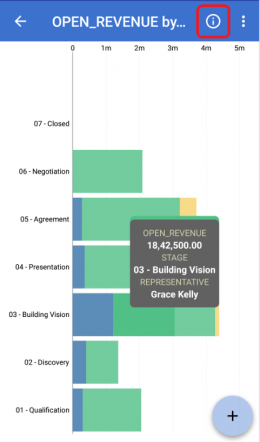 OPEN_REVENUE by...
0 1m 2m 3m 4m 5m
07 - Closed
06 - Negotiation
05 - Agreement
04 - Presentation
03 - Building Vision
02 - Discovery
01 - Qualification
OPEN_REVENUE
18,42,500.00
STAGE
03 - Building Vision
REPRESENTATIVE
Grace Kelly